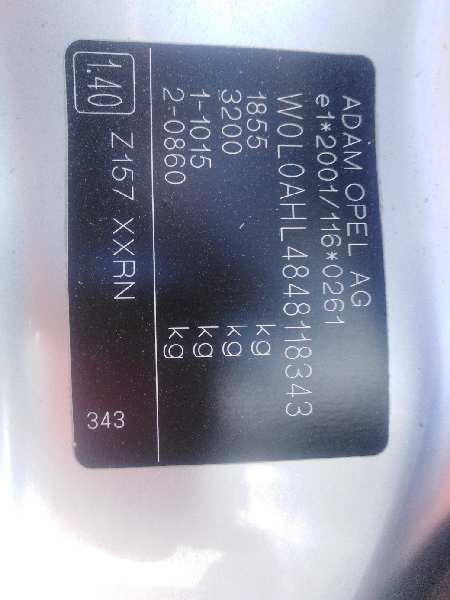 ADAM OPEL AG
e1*2001/116*0261
W0L0AHL4848118343
1855 kg
3200 kg
1-1015 kg
2-0860 kg
1.40 Z157 XXRN 343